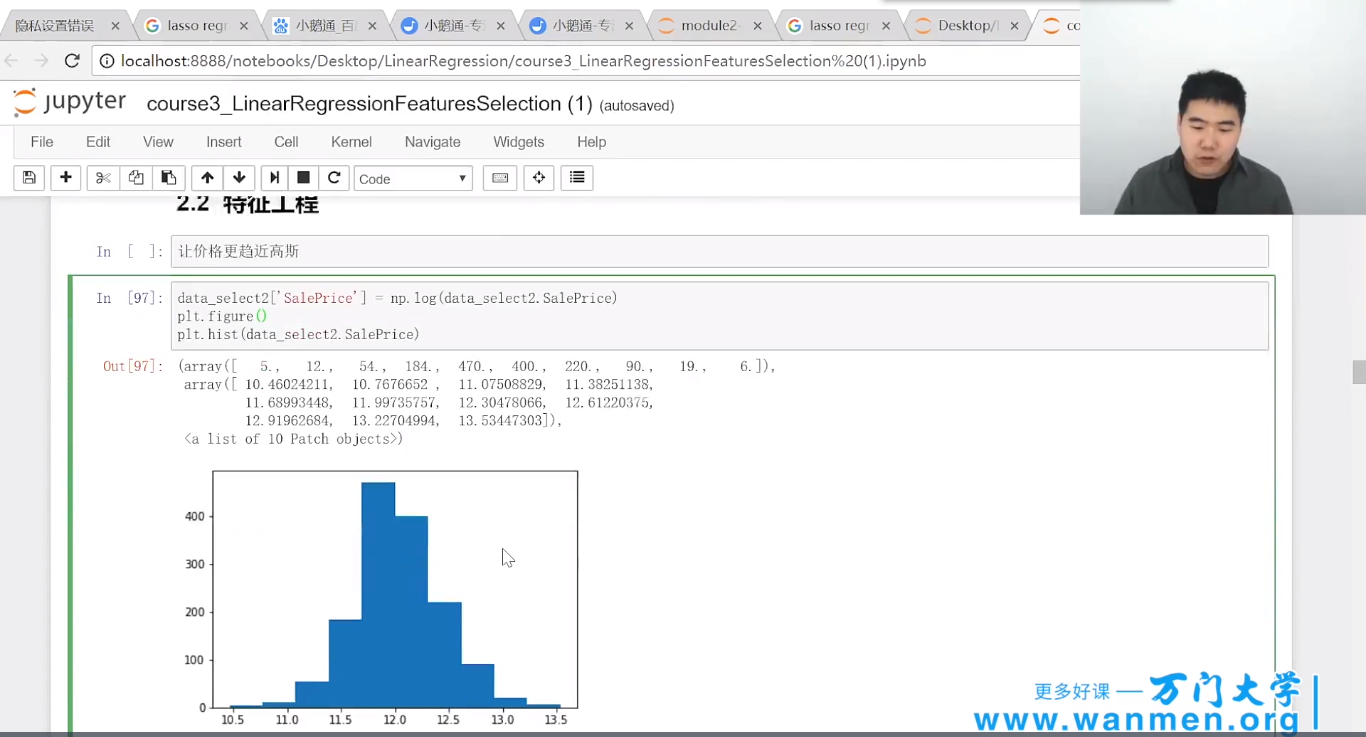 隐私设置错误 × lasso regr × 小鹅通_百 × 小鹅通-专 × 小鹅通-专 × module2- × lasso regr × Desktop/l × co
localhost:8888/notebooks/Desktop/LinearRegression/course3_LinearRegressionFeaturesSelection%20(1).ipynb
jupyter course3_LinearRegressionFeaturesSelection (1) (autosaved)
File Edit View Insert Cell Kernel Navigate Widgets Help
Code
2.2 特征工程
In [ ]: 让价格更趋近高斯
In [97]: data_select2['SalePrice'] = np.log(data_select2.SalePrice)
plt.figure()
plt.hist(data_select2.SalePrice)
Out[97]: (array([ 5., 12., 54., 184., 470., 400., 220., 90., 19., 6.]),
array([ 10.46024211, 10.7676652 , 11.07508829, 11.38251138,
11.68993448, 11.99735757, 12.30478066, 12.61220375,
12.91962684, 13.22704994, 13.53447303]),
<a list of 10 Patch objects>)
400
300
200
100
0
10.5 11.0 11.5 12.0 12.5 13.0 13.5
更多好课 — 万门大学
www.wanmen.org